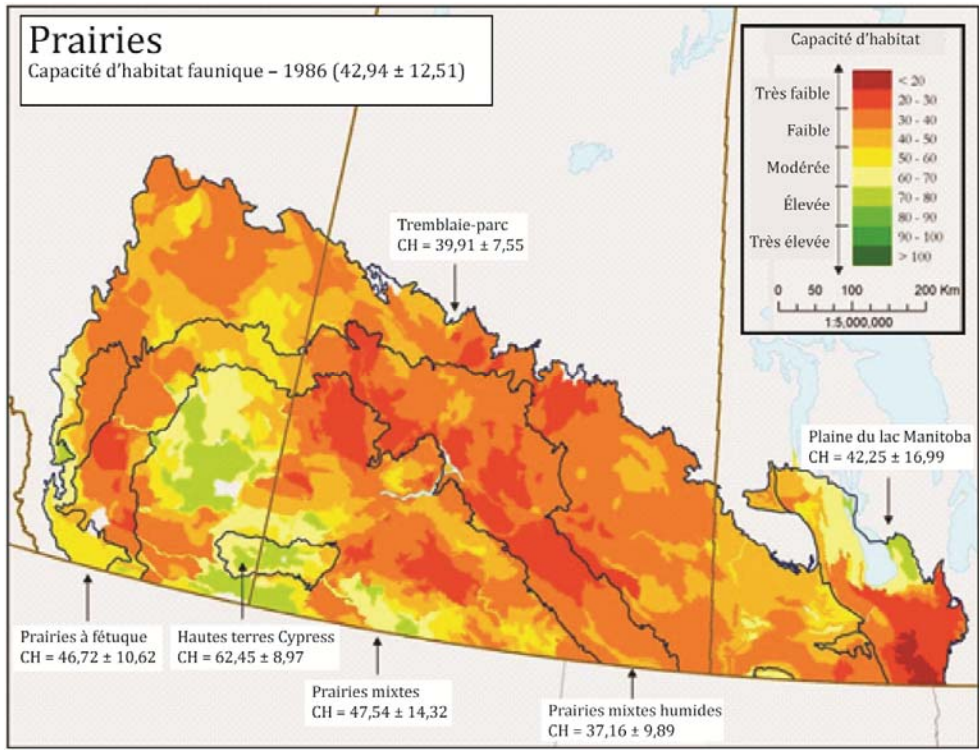 Prairies
Capacité d'habitat faunique – 1986 (42,94 ± 12,51)
Capacité d'habitat
Très faible
Faible
Modérée
Élevée
Très élevée
< 20
20 - 30
30 - 40
40 - 50
50 - 60
60 - 70
70 - 80
80 - 90
90 - 100
> 100
0 50 100 200 Km
1:5,000,000
Tremblaie-parc
CH = 39,91 ± 7,55
Plaine du lac Manitoba
CH = 42,25 ± 16,99
Prairies à fétuque
CH = 46,72 ± 10,62
Hautes terres Cypress
CH = 62,45 ± 8,97
Prairies mixtes
CH = 47,54 ± 14,32
Prairies mixtes humides
CH = 37,16 ± 9,89